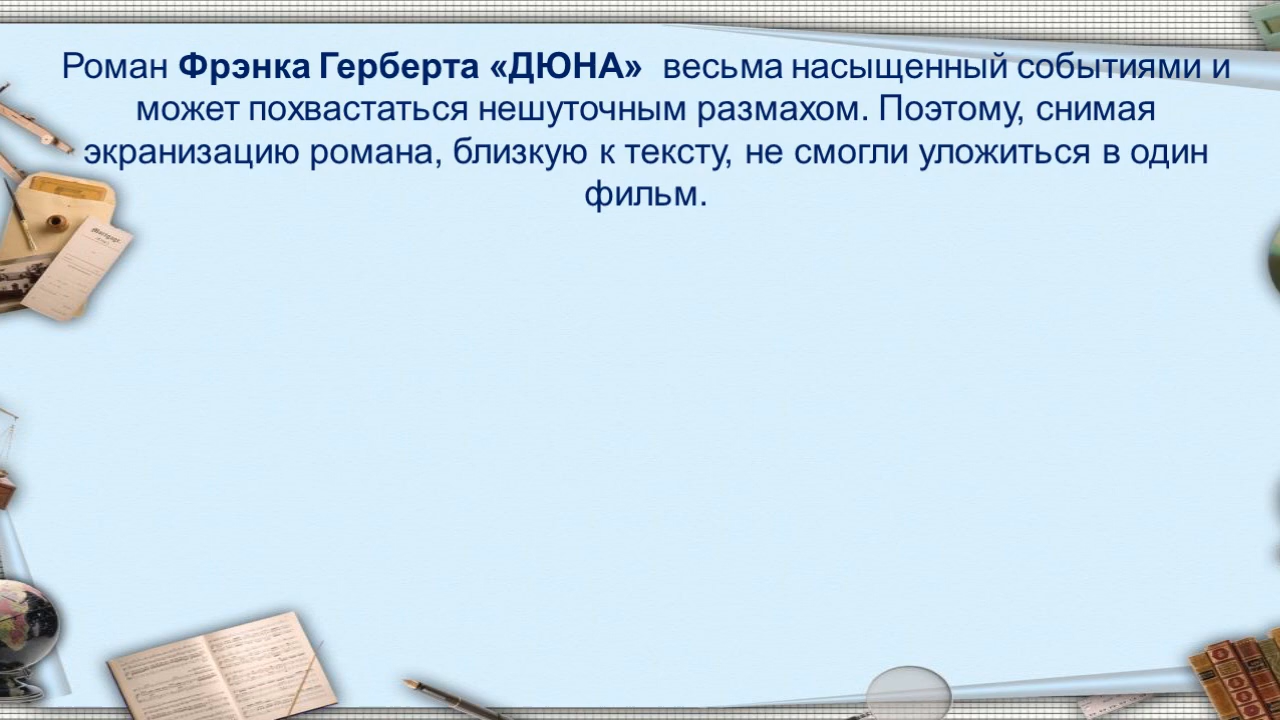 Роман Фрэнка Герберта «ДЮНА» весьма насыщенный событиями и
может похвастаться нешуточным размахом. Поэтому, снимая
экранизацию романа, близкую к тексту, не смогли уложиться в один
фильм.